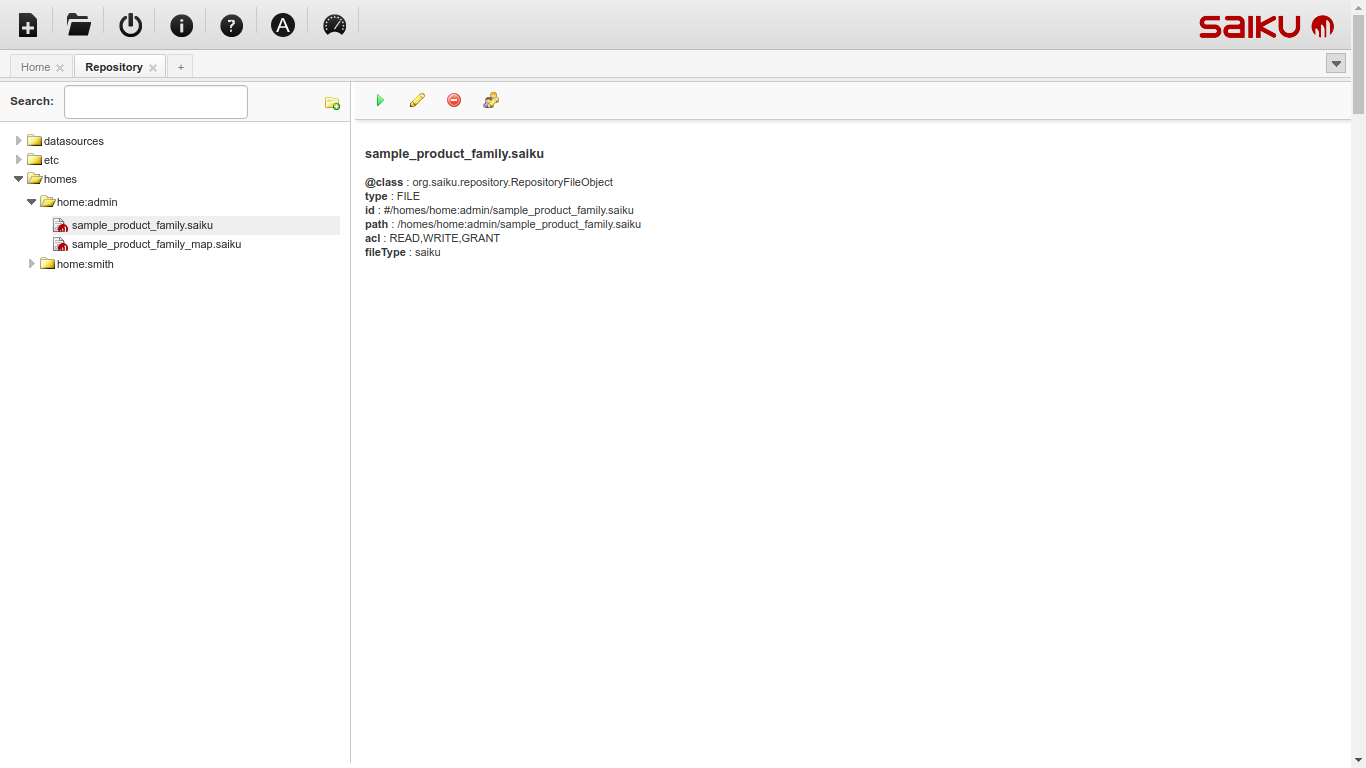 saiku
Home
Repository
+
Search:
datasources
etc
homes
home:admin
sample_product_family.saiku
sample_product_family_map.saiku
home:smith
sample_product_family.saiku
@class : org.saiku.repository.RepositoryFileObject
type : FILE
id : #/homes/home:admin/sample_product_family.saiku
path : /homes/home:admin/sample_product_family.saiku
acl : READ,WRITE,GRANT
fileType : saiku